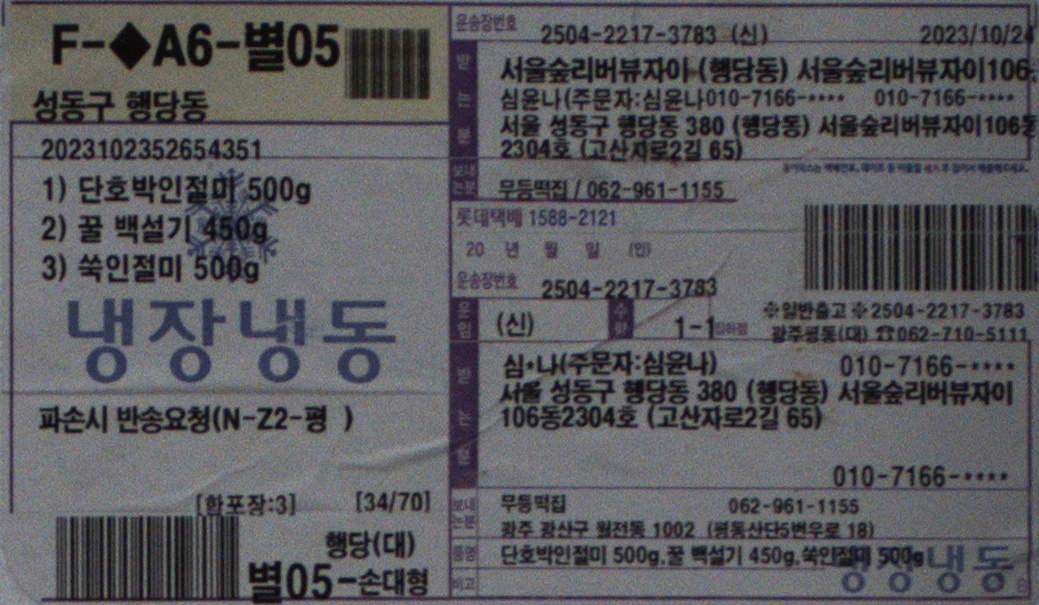 F-◆A6-별05
성동구 행당동
2023102352654351
1) 단호박인절미 500g
2) 꿀 백설기 450g
3) 쑥인절미 500g
냉장냉동
파손시 반송요청(N-Z2-평 )
[합포장:3] [34/70]
행당(대)
별05-손대형
운송장번호 2504-2217-3783 (신) 2023/10/24
받는분
서울숲리버뷰자이 (행당동) 서울숲리버뷰자이106
심윤나(주문자:심윤나010-7166-**** 010-7166-****
서울 성동구 행당동 380 (행당동) 서울숲리버뷰자이106동
2304호 (고산자로2길 65)
보내는분 무등떡집 / 062-961-1155
롯데택배 1588-2121
20 년 월 일 (인)
운송장번호 2504-2217-3783
운임 (신) 수량 1-1
※일반출고※2504-2217-3783
광주평동(대) ☎062-710-5111
받는분
심*나(주문자:심윤나) 010-7166-****
서울 성동구 행당동 380 (행당동) 서울숲리버뷰자이
106동2304호 (고산자로2길 65)
010-7166-****
보내는분 무등떡집 062-961-1155
광주 광산구 월전동 1002 (평동산단5번우로 18)
품명 단호박인절미 500g,꿀 백설기 450g,쑥인절미 500g
비고 냉장냉동